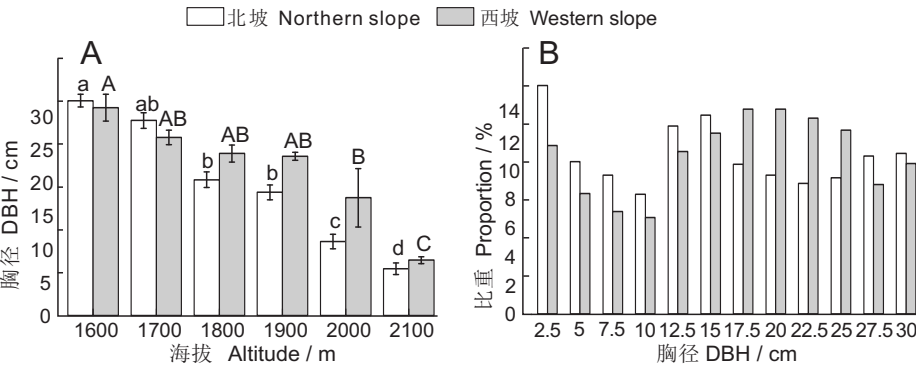 北坡 Northern slope 西坡 Western slope
A
a A ab AB b AB b AB c B d C
30
25
20
10
5
0
胸径 DBH / cm
1600 1700 1800 1900 2000 2100
海拔 Altitude / m
B
14
10
8
6
2
0
比重 Proportion / %
2.5 5 7.5 10 12.5 15 17.5 20 22.5 25 27.5 30
胸径 DBH / cm